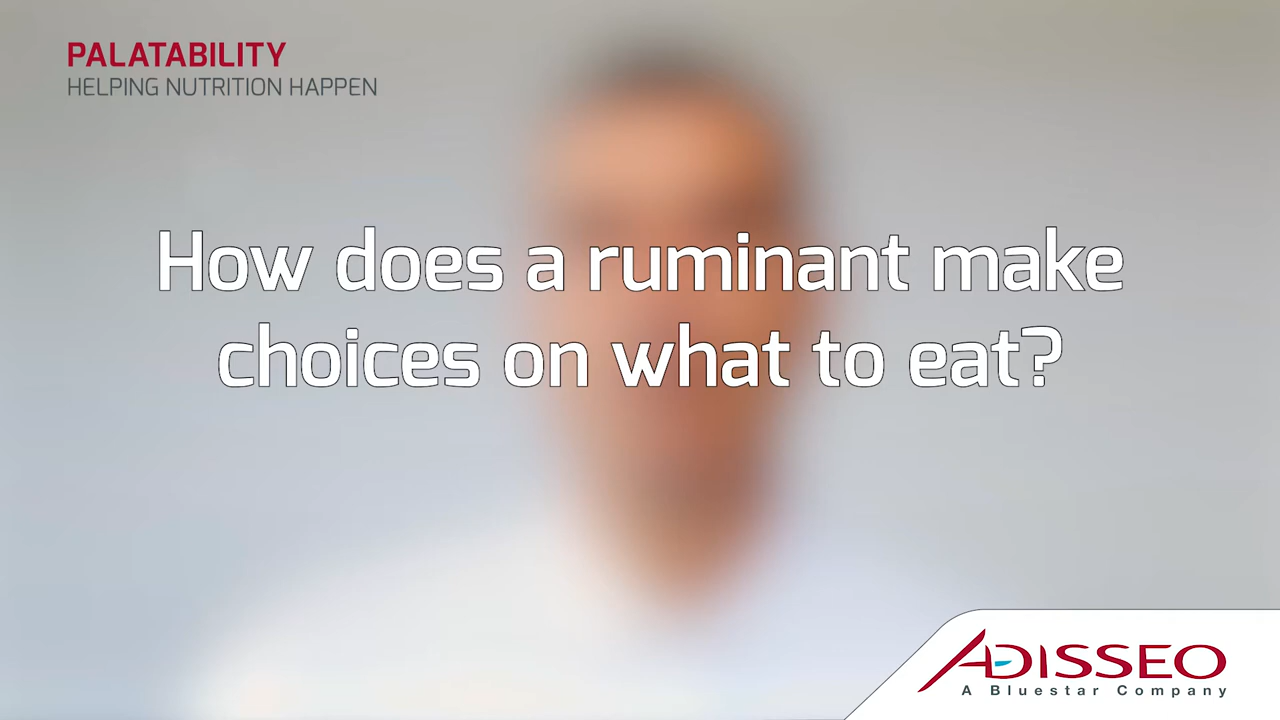 PALATABILITY
HELPING NUTRITION HAPPEN
How does a ruminant make
choices on what to eat?
ADISSEO
A Bluestar Company